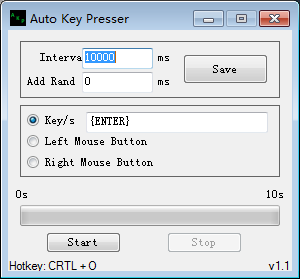 Auto Key Presser
Interva 10000 ms
Save
Add Rand 0 ms
Key/s {ENTER}
Left Mouse Button
Right Mouse Button
0s 10s
Start Stop
Hotkey: CRTL + O v1.1